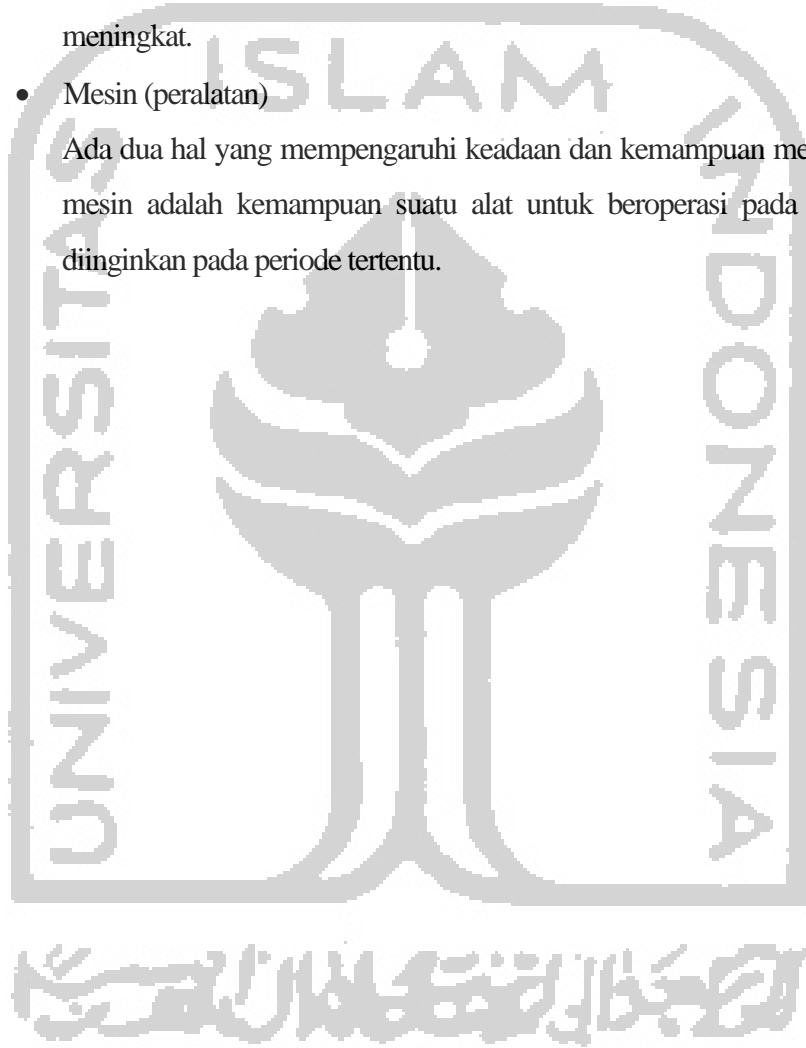 meningkat.
• Mesin (peralatan)
Ada dua hal yang mempengaruhi keadaan dan kemampuan me
mesin adalah kemampuan suatu alat untuk beroperasi pada
diinginkan pada periode tertentu.
UNIVERSITAS
ISLAM
INDONESIA